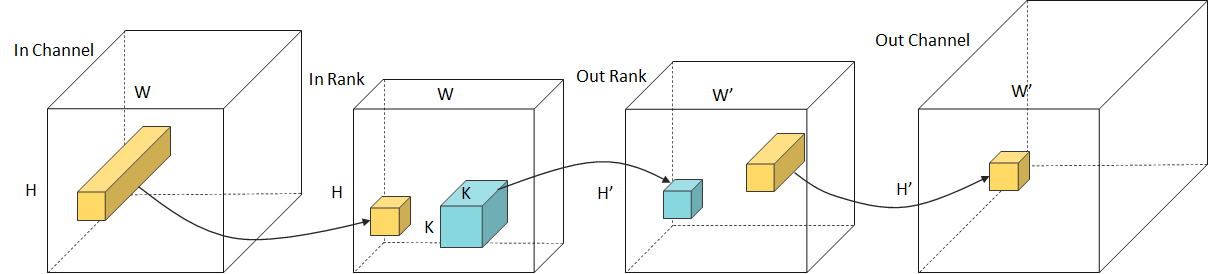 In Channel
W
H
In Rank
W
H
K
K
Out Rank
W’
H’
Out Channel
W’
H’